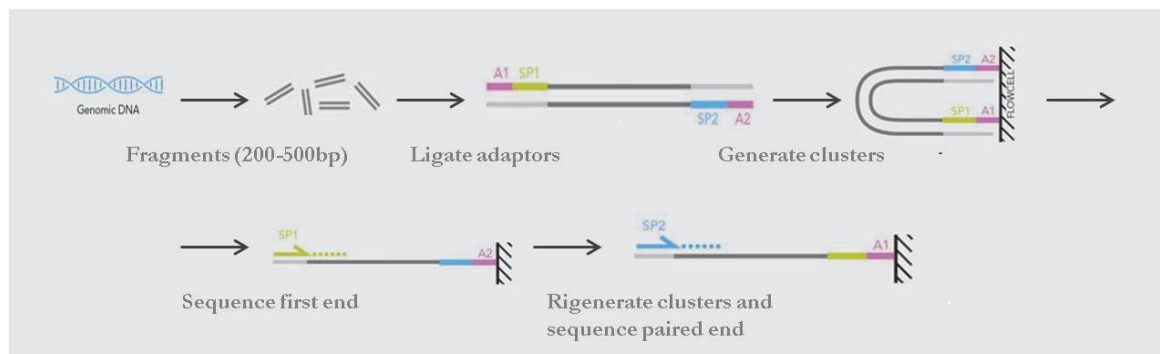 A1 SP1
SP2 A2
Genomic DNA
SP2 A2
SP1 A1
FLOWCELL
Fragments (200-500bp)
Ligate adaptors
Generate clusters
SP1
A2
SP2
A1
Sequence first end
Rigenerate clusters and
sequence paired end